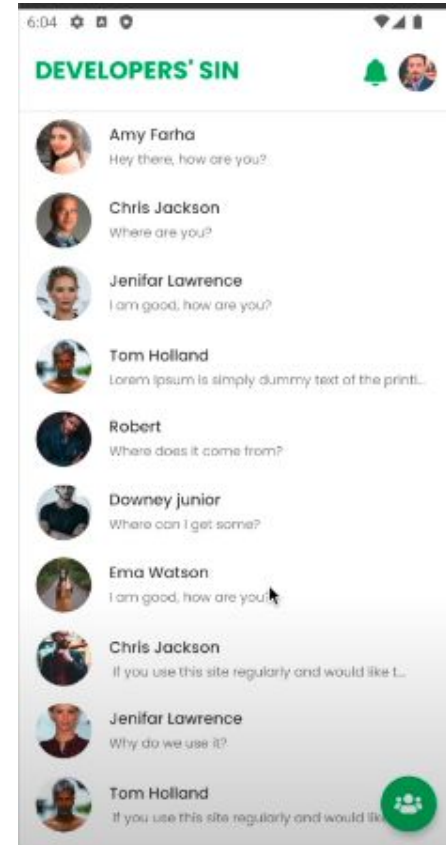 6:04
DEVELOPERS' SIN
Amy Farha
Hey there, how are you?
Chris Jackson
Where are you?
Jenifar Lawrence
I am good, how are you?
Tom Holland
Lorem Ipsum is simply dummy text of the printi...
Robert
Where does it come from?
Downey junior
Where can I get some?
Ema Watson
I am good, how are you?
Chris Jackson
If you use this site regularly and would like t...
Jenifar Lawrence
Why do we use it?
Tom Holland
If you use this site regularly and would lik